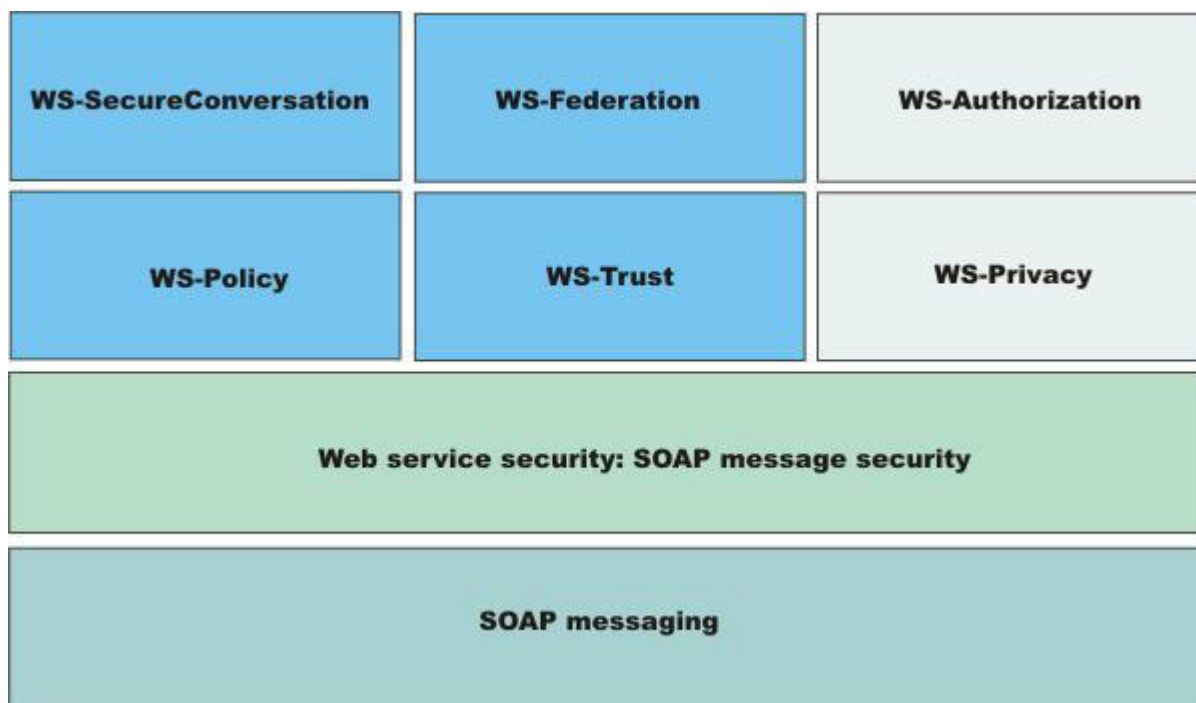 WS-SecureConversation
WS-Federation
WS-Authorization
WS-Policy
WS-Trust
WS-Privacy
Web service security: SOAP message security
SOAP messaging